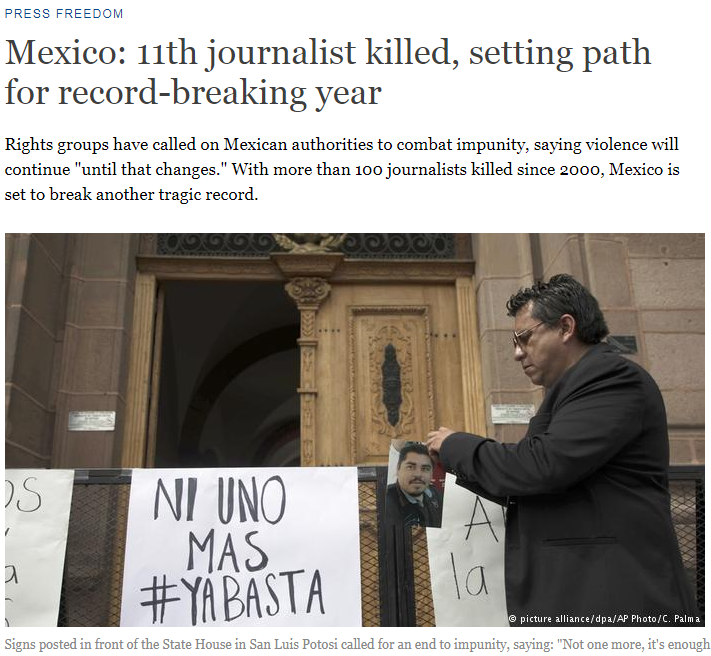 PRESS FREEDOM
Mexico: 11th journalist killed, setting path
for record-breaking year
Rights groups have called on Mexican authorities to combat impunity, saying violence will
continue "until that changes." With more than 100 journalists killed since 2000, Mexico is
set to break another tragic record.
OS
a
NI UNO
MAS
#YABASTA
A
la
© picture alliance/dpa/AP Photo/C. Palma
Signs posted in front of the State House in San Luis Potosi called for an end to impunity, saying: "Not one more, it's enough